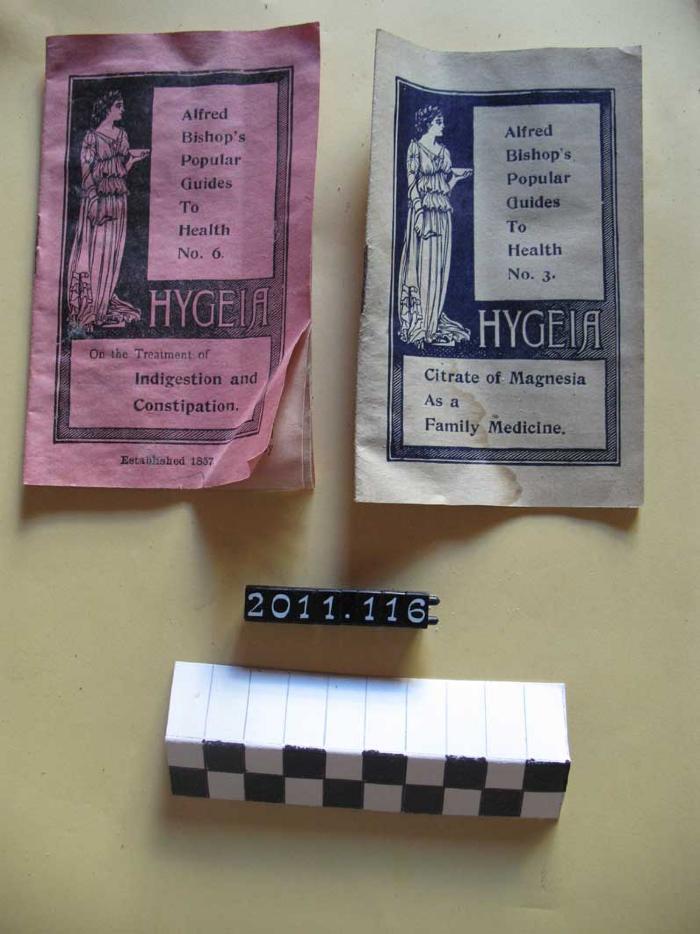 Alfred
Bishop's
Popular
Guides
To
Health
No. 6.
HYGEIA
On the Treatment of
Indigestion and
Constipation.
Established 1857
Alfred
Bishop's
Popular
Guides
To
Health
No. 3.
HYGEIA
Citrate of Magnesia
As a
Family Medicine.
2011.116